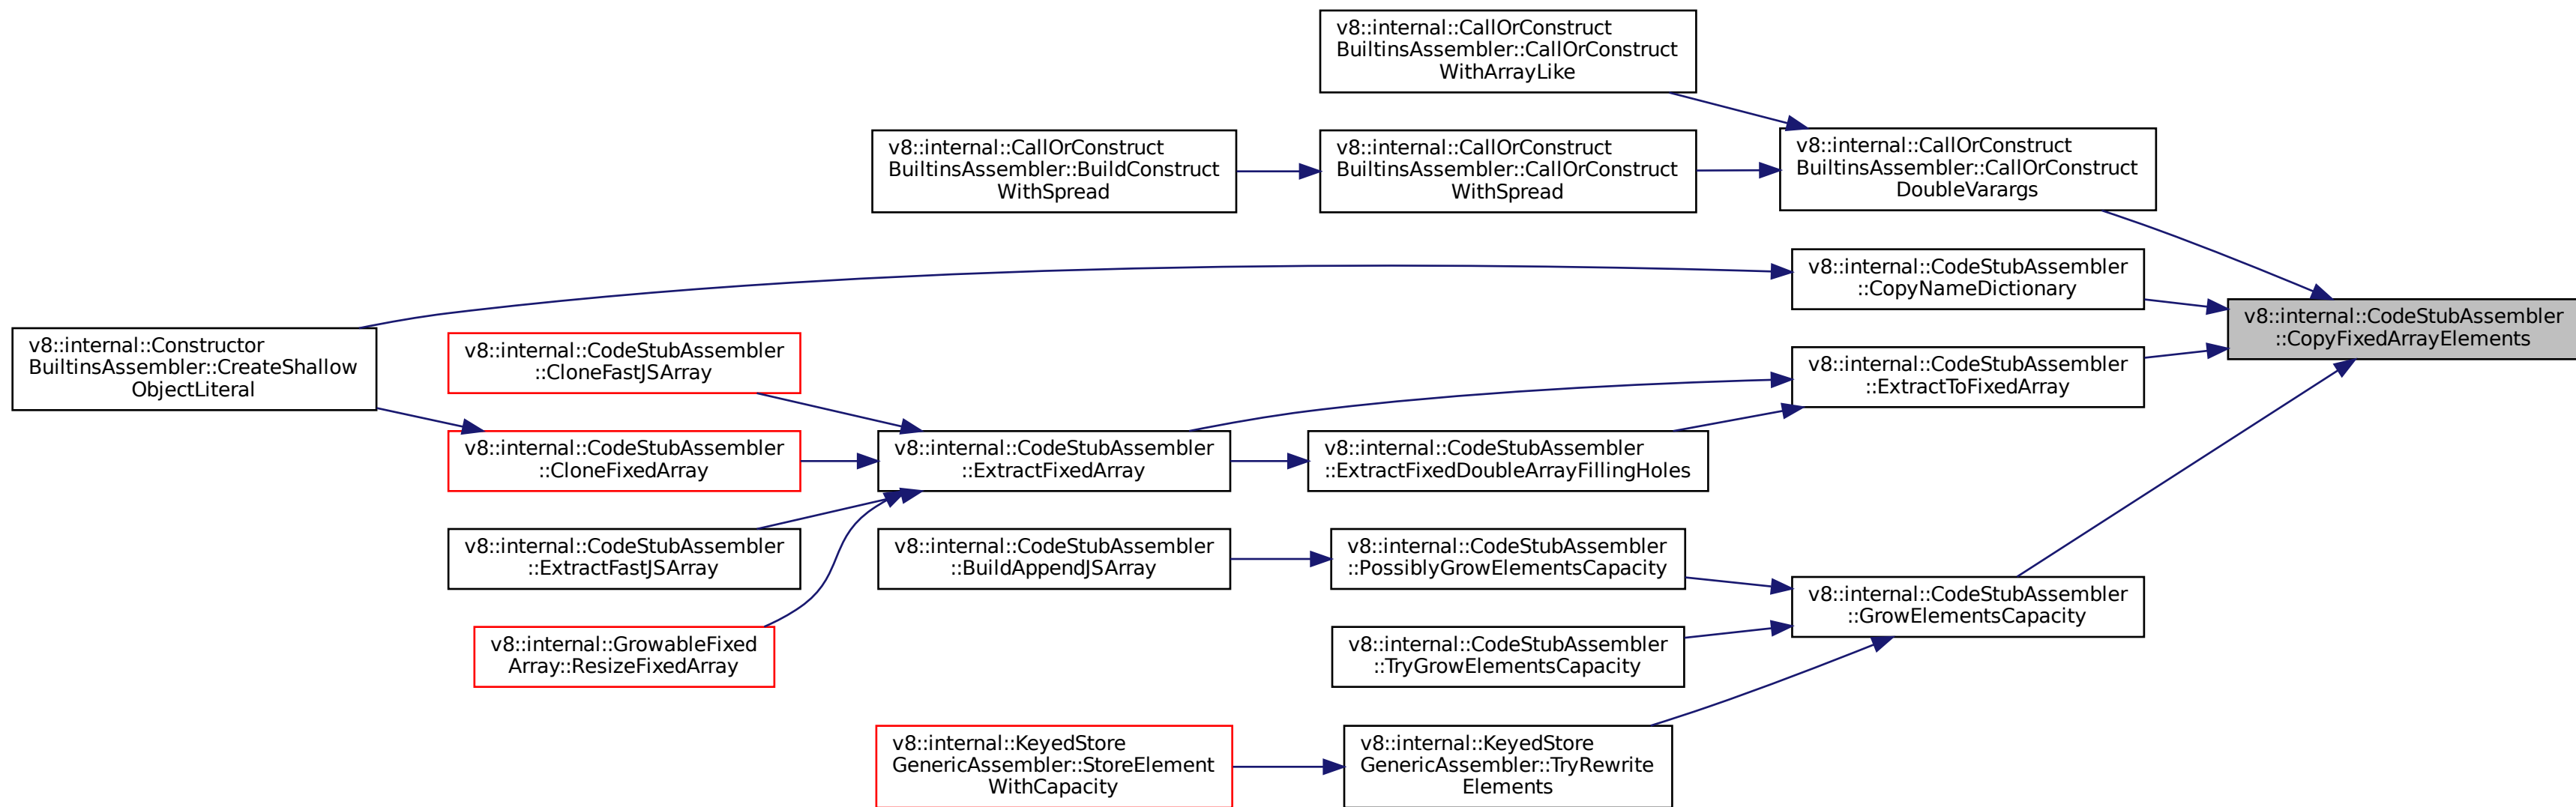 v8::internal::CallOrConstruct
BuiltinsAssembler::CallOrConstruct
WithArrayLike
v8::internal::CallOrConstruct
BuiltinsAssembler::BuildConstruct
WithSpread
v8::internal::CallOrConstruct
BuiltinsAssembler::CallOrConstruct
WithSpread
v8::internal::CallOrConstruct
BuiltinsAssembler::CallOrConstruct
DoubleVarargs
v8::internal::CodeStubAssembler
::CopyNameDictionary
v8::internal::CodeStubAssembler
::CopyFixedArrayElements
v8::internal::Constructor
BuiltinsAssembler::CreateShallow
ObjectLiteral
v8::internal::CodeStubAssembler
::CloneFastJSArray
v8::internal::CodeStubAssembler
::ExtractToFixedArray
v8::internal::CodeStubAssembler
::CloneFixedArray
v8::internal::CodeStubAssembler
::ExtractFixedArray
v8::internal::CodeStubAssembler
::ExtractFixedDoubleArrayFillingHoles
v8::internal::CodeStubAssembler
::ExtractFastJSArray
v8::internal::CodeStubAssembler
::BuildAppendJSArray
v8::internal::CodeStubAssembler
::PossiblyGrowElementsCapacity
v8::internal::CodeStubAssembler
::GrowElementsCapacity
v8::internal::GrowableFixed
Array::ResizeFixedArray
v8::internal::CodeStubAssembler
::TryGrowElementsCapacity
v8::internal::KeyedStore
GenericAssembler::StoreElement
WithCapacity
v8::internal::KeyedStore
GenericAssembler::TryRewrite
Elements